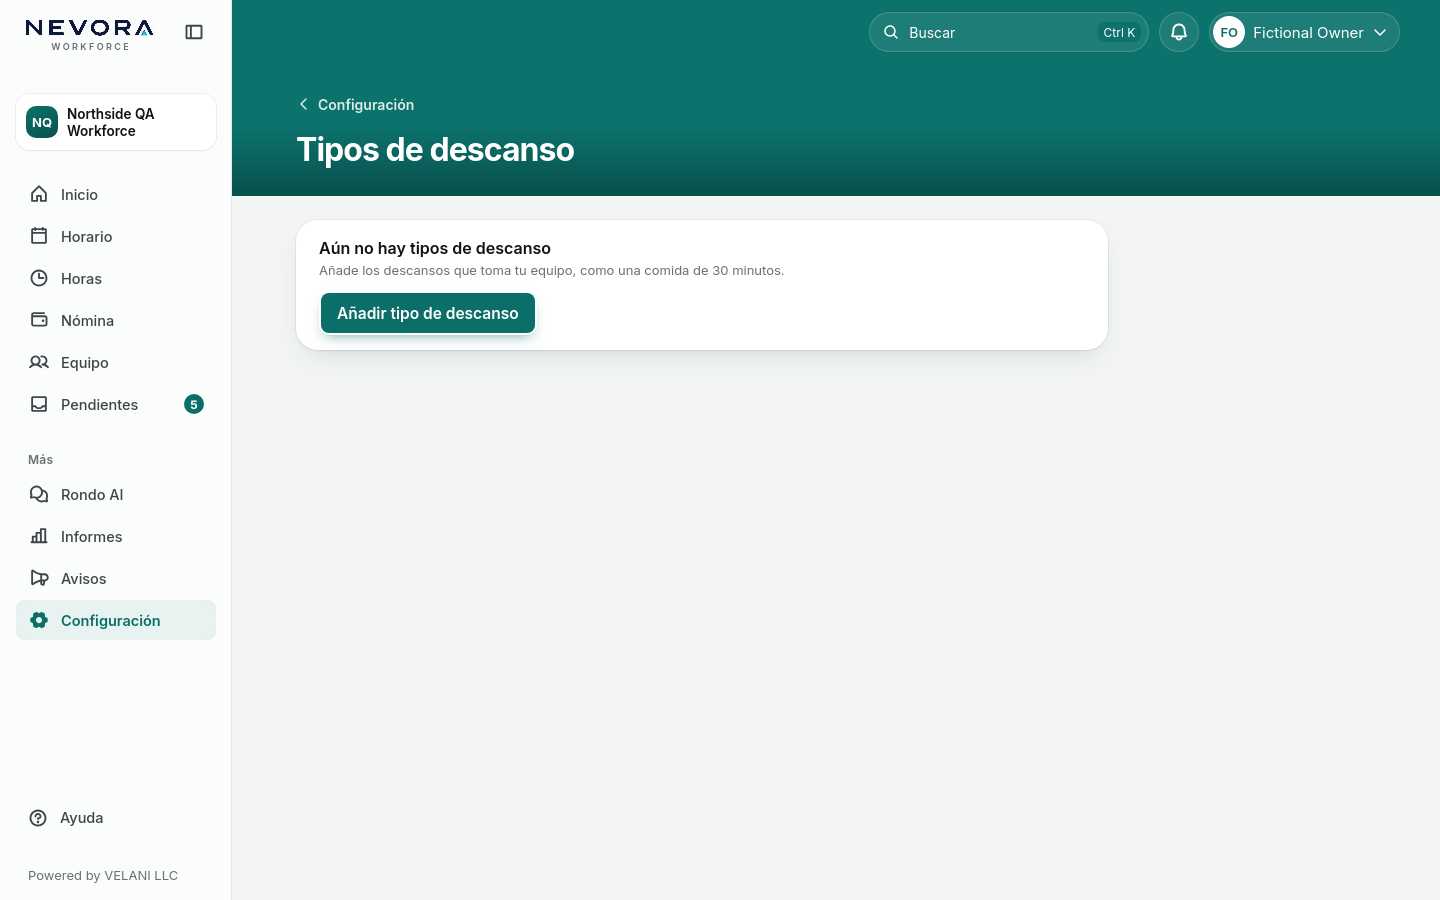 NEVORA
WORKFORCE
Buscar
Ctrl K
FO
Fictional Owner
NQ
Northside QA
Workforce
Configuración
Tipos de descanso
Inicio
Horario
Horas
Nómina
Equipo
Pendientes
5
Más
Rondo AI
Informes
Avisos
Configuración
Ayuda
Powered by VELANI LLC
Aún no hay tipos de descanso
Añade los descansos que toma tu equipo, como una comida de 30 minutos.
Añadir tipo de descanso